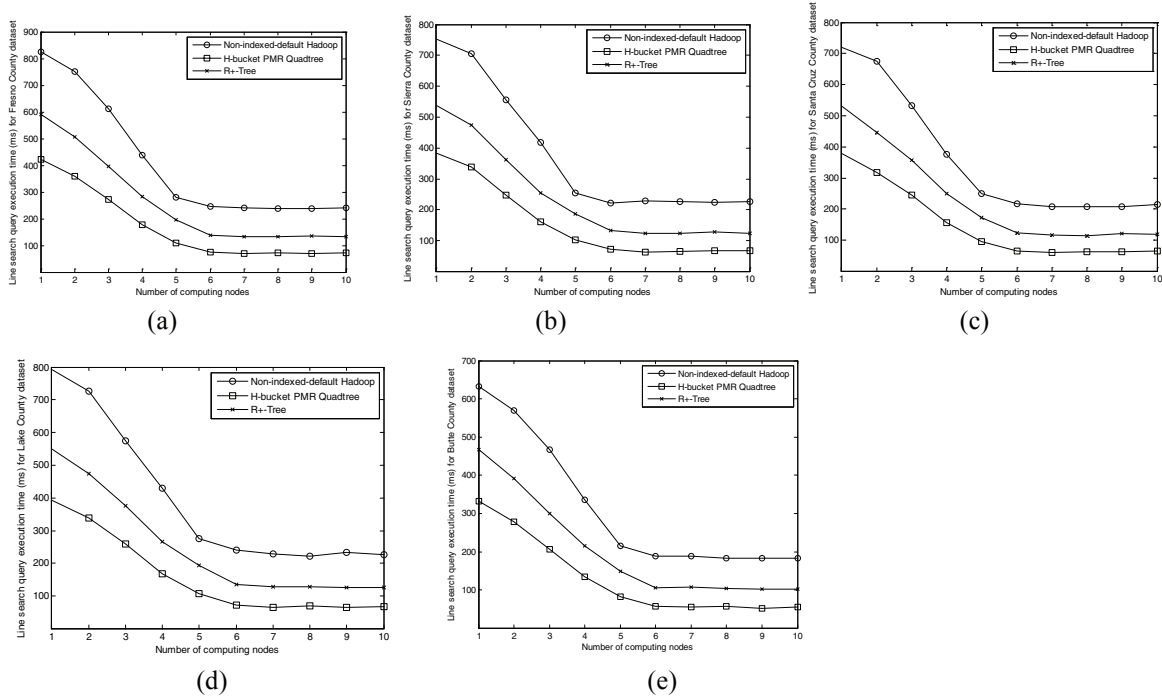 Line search query execution time (ms) for Fresno County dataset
900
800
700
600
500
400
300
200
100
1 2 3 4 5 6 7 8 9 10
Number of computing nodes
Non-indexed-default Hadoop
H-bucket PMR Quadtree
R+-Tree
(a)
Line search query execution time (ms) for Sierra County dataset
800
700
600
500
400
300
200
100
1 2 3 4 5 6 7 8 9 10
Number of computing nodes
Non-indexed-default Hadoop
H-bucket PMR Quadtree
R+-Tree
(b)
Line search query execution time (ms) for Santa Cruz County dataset
800
700
600
500
400
300
200
100
1 2 3 4 5 6 7 8 9 10
Number of computing nodes
Non-indexed-default Hadoop
H-bucket PMR Quadtree
R+-Tree
(c)
Line search query execution time (ms) for Lake County dataset
800
700
600
500
400
300
200
100
1 2 3 4 5 6 7 8 9 10
Number of computing nodes
Non-indexed-default Hadoop
H-bucket PMR Quadtree
R+-Tree
(d)
Line search query execution time (ms) for Butte County dataset
700
600
500
400
300
200
100
1 2 3 4 5 6 7 8 9 10
Number of computing nodes
Non-indexed-default Hadoop
H-bucket PMR Quadtree
R+-Tree
(e)